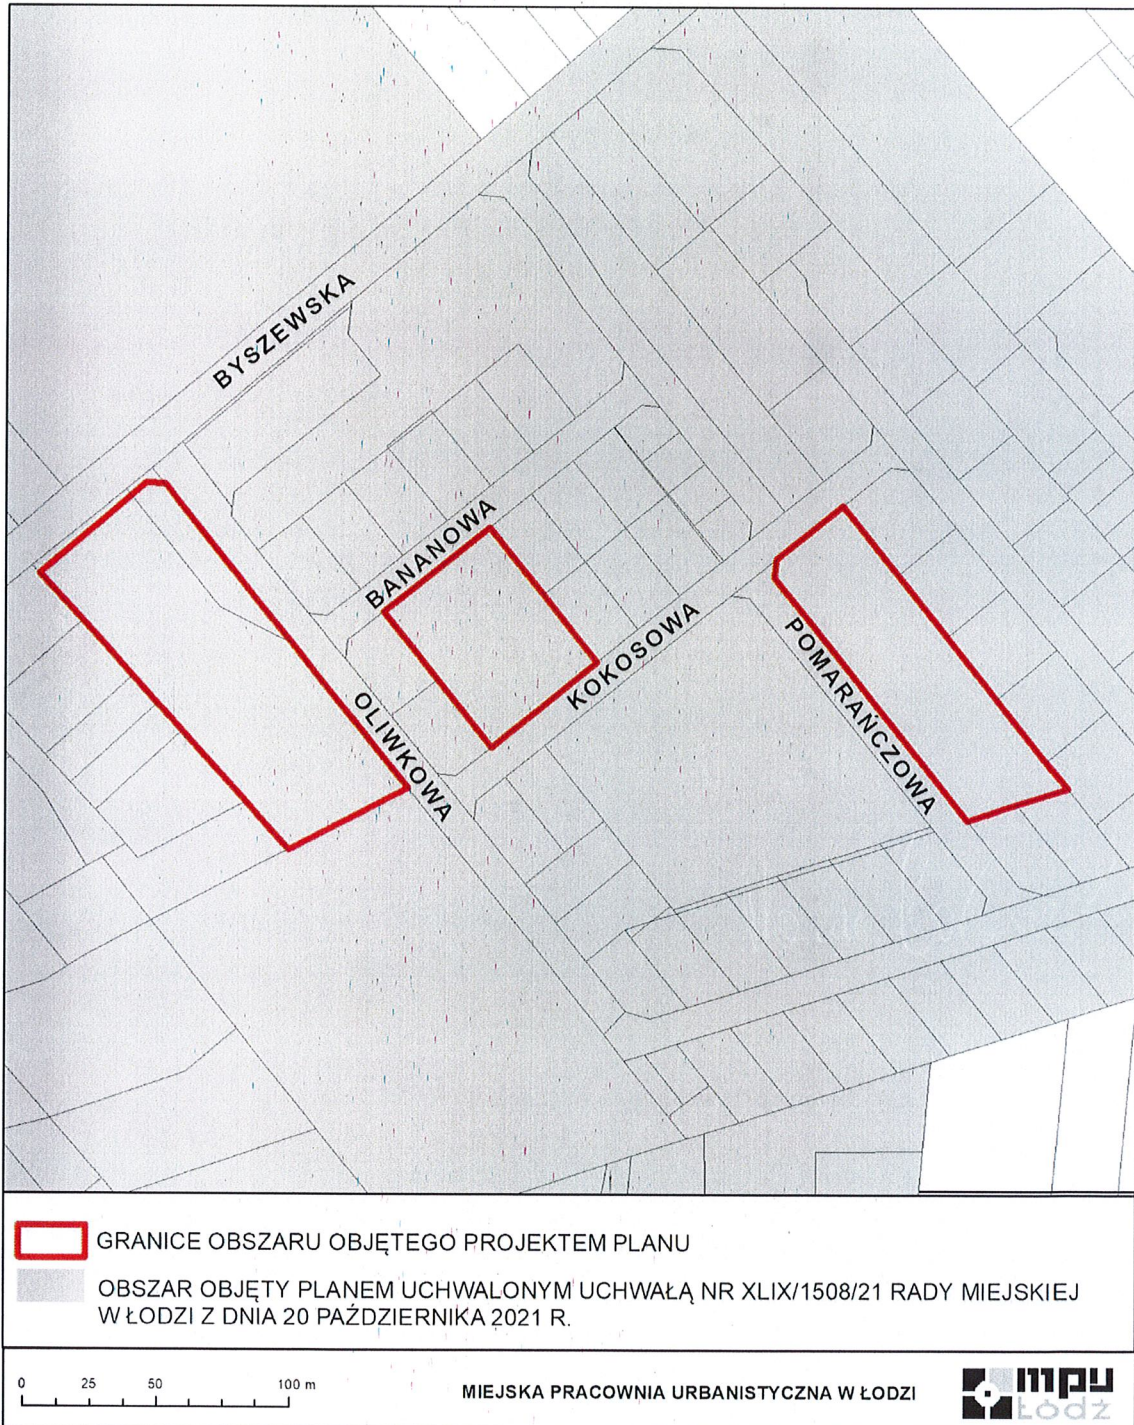 BYSZEWSKA
BANANOWA
KOKOSOWA
OLIWKOWA
POMARAŃCZOWA
GRANICE OBSZARU OBJĘTEGO PROJEKTEM PLANU
OBSZAR OBJĘTY PLANEM UCHWALONYM UCHWAŁĄ NR XLIX/1508/21 RADY MIEJSKIEJ
W ŁODZI Z DNIA 20 PAŹDZIERNIKA 2021 R.
0 25 50 100 m
MIEJSKA PRACOWNIA URBANISTYCZNA W ŁODZI
mpu
Łódź